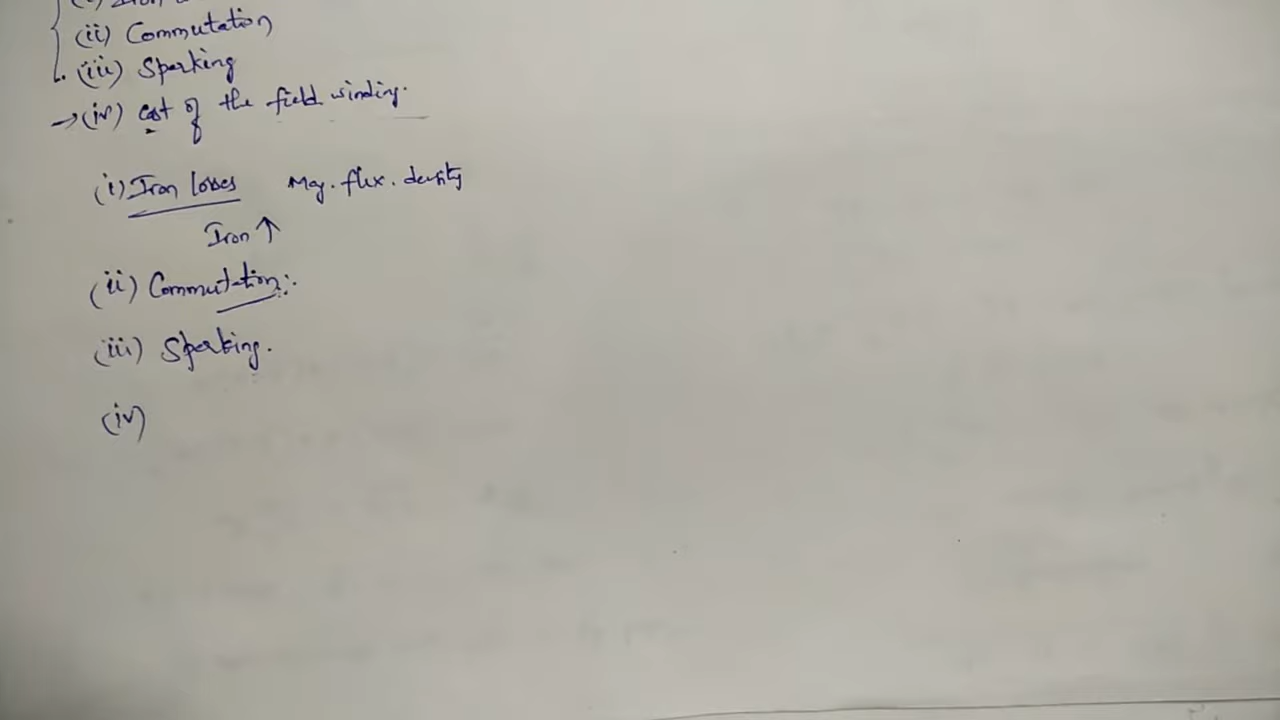 (i) Iron
(ii) Commutation
(iii) Sparking
→(iv) Cost of the field winding.
(i) Iron losses Mag. flux. density
Iron ↑
(ii) Commutation:.
(iii) Sparking.
(iv)